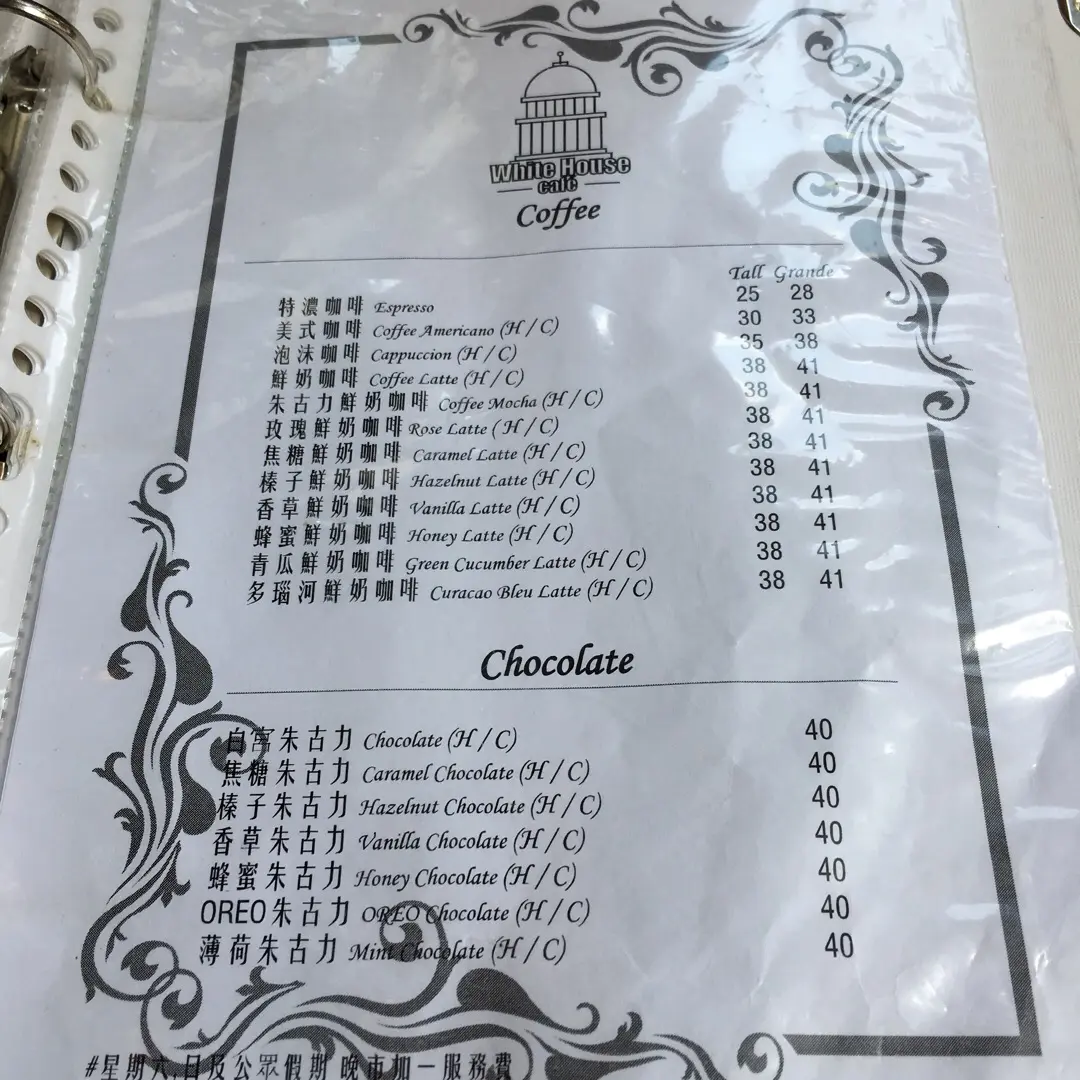 White House
café
Coffee
Tall Grande
特濃咖啡 Espresso 25 28
美式咖啡 Coffee Americano (H / C) 30 33
泡沫咖啡 Cappuccion (H / C) 35 38
鮮奶咖啡 Coffee Latte (H / C) 38 41
朱古力鮮奶咖啡 Coffee Mocha (H / C) 38 41
玫瑰鮮奶咖啡 Rose Latte ( H / C) 38 41
焦糖鮮奶咖啡 Caramel Latte (H / C) 38 41
榛子鮮奶咖啡 Hazelnut Latte (H / C) 38 41
香草鮮奶咖啡 Vanilla Latte (H / C) 38 41
蜂蜜鮮奶咖啡 Honey Latte (H / C) 38 41
青瓜鮮奶咖啡 Green Cucumber Latte (H / C) 38 41
多瑙河鮮奶咖啡 Curacao Bleu Latte (H / C) 38 41
Chocolate
白宮朱古力 Chocolate (H / C) 40
焦糖朱古力 Caramel Chocolate (H / C) 40
榛子朱古力 Hazelnut Chocolate (H / C) 40
香草朱古力 Vanilla Chocolate (H / C) 40
蜂蜜朱古力 Honey Chocolate (H / C) 40
OREO朱古力 OREO Chocolate (H / C) 40
薄荷朱古力 Mint Chocolate (H / C) 40
#星期六,日及公眾假期 晚市加一服務費